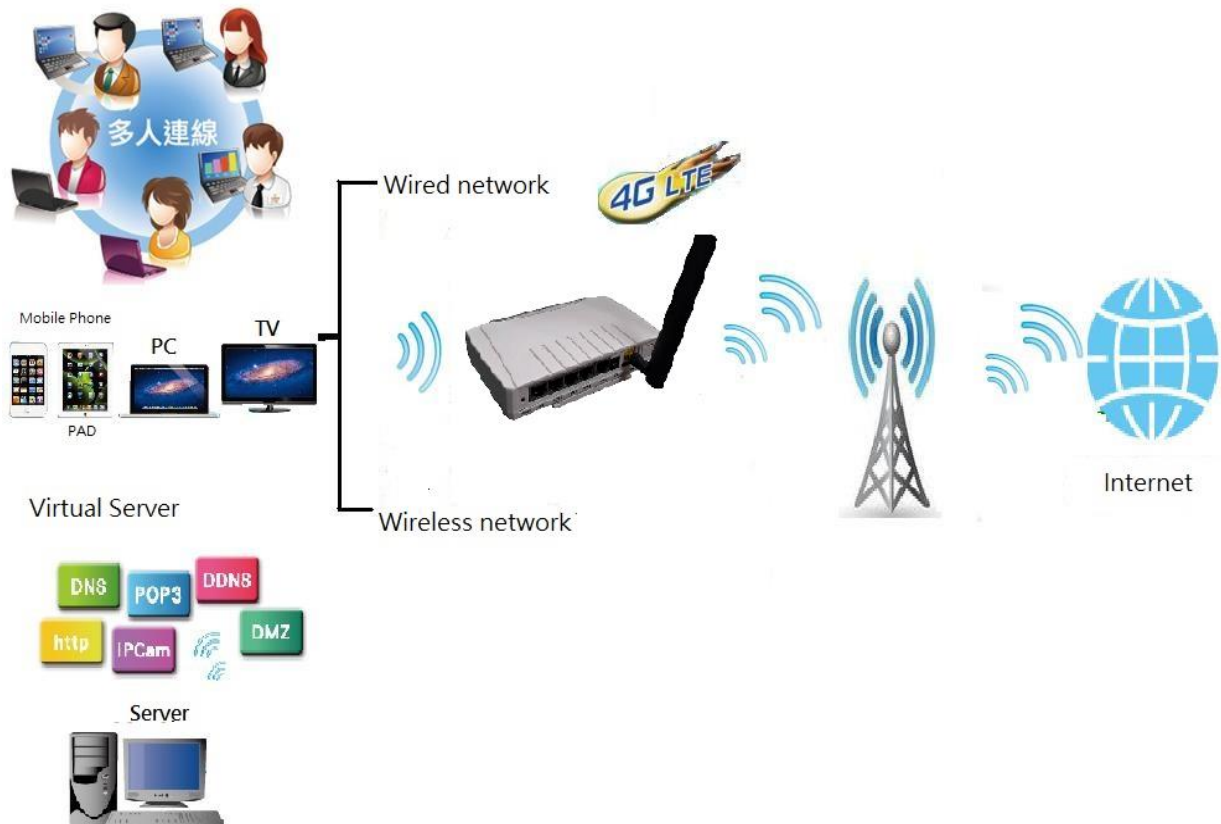 多人連線
Wired network
4G LTE
Mobile Phone
PC
TV
PAD
Internet
Virtual Server
Wireless network
DNS
POP3
DDNS
http
IPCam
DMZ
Server